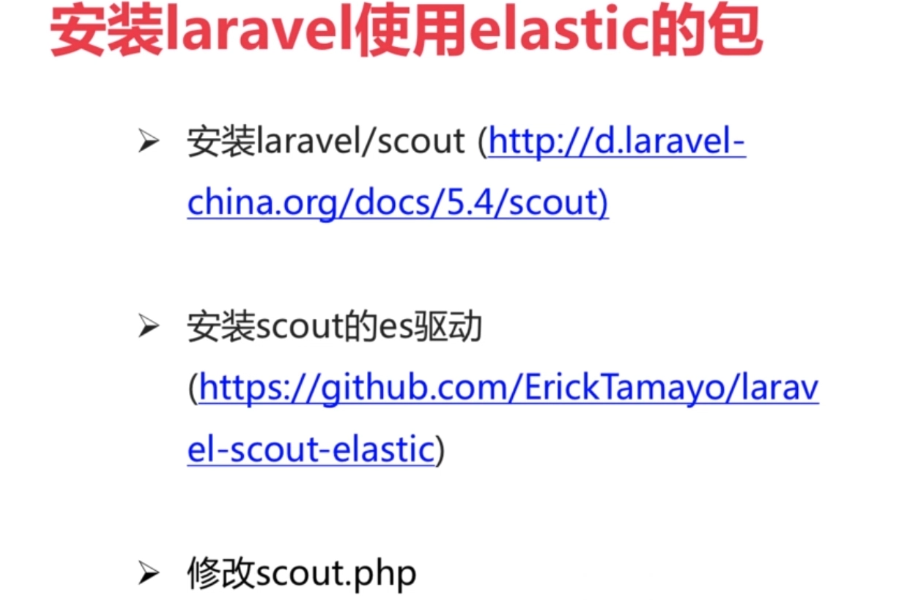 安装laravel使用elastic的包
➢ 安装laravel/scout (http://d.laravel-
china.org/docs/5.4/scout)
➢ 安装scout的es驱动
(https://github.com/ErickTamayo/larav
el-scout-elastic)
➢ 修改scout.php